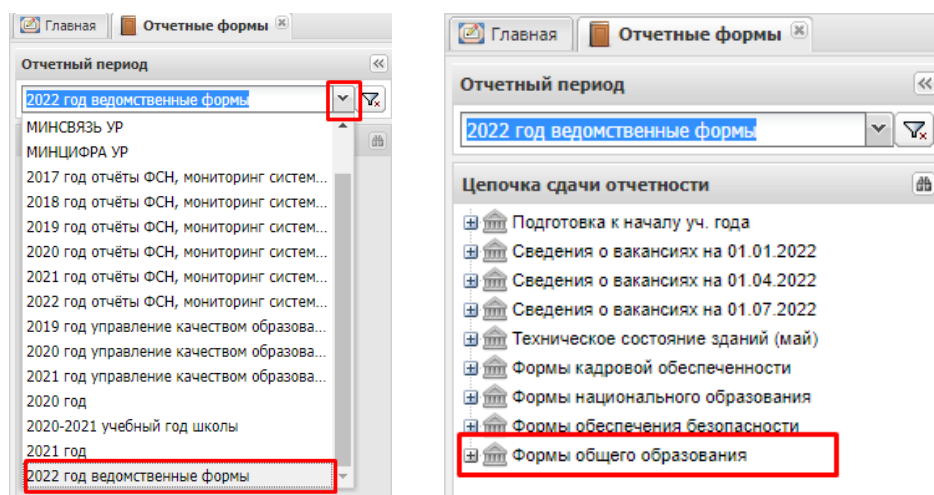 Главная
Отчетные формы
Отчетный период
2022 год ведомственные формы
МИНСВЯЗЬ УР
МИНЦИФРА УР
2017 год отчёты ФСН, мониторинг систем...
2018 год отчёты ФСН, мониторинг систем...
2019 год отчёты ФСН, мониторинг систем...
2020 год отчёты ФСН, мониторинг систем...
2021 год отчёты ФСН, мониторинг систем...
2022 год отчёты ФСН, мониторинг систем...
2019 год управление качеством образова...
2020 год управление качеством образова...
2021 год управление качеством образова...
2020 год
2020-2021 учебный год школы
2021 год
2022 год ведомственные формы
Главная
Отчетные формы
Отчетный период
2022 год ведомственные формы
Цепочка сдачи отчетности
Подготовка к началу уч. года
Сведения о вакансиях на 01.01.2022
Сведения о вакансиях на 01.04.2022
Сведения о вакансиях на 01.07.2022
Техническое состояние зданий (май)
Формы кадровой обеспеченности
Формы национального образования
Формы обеспечения безопасности
Формы общего образования